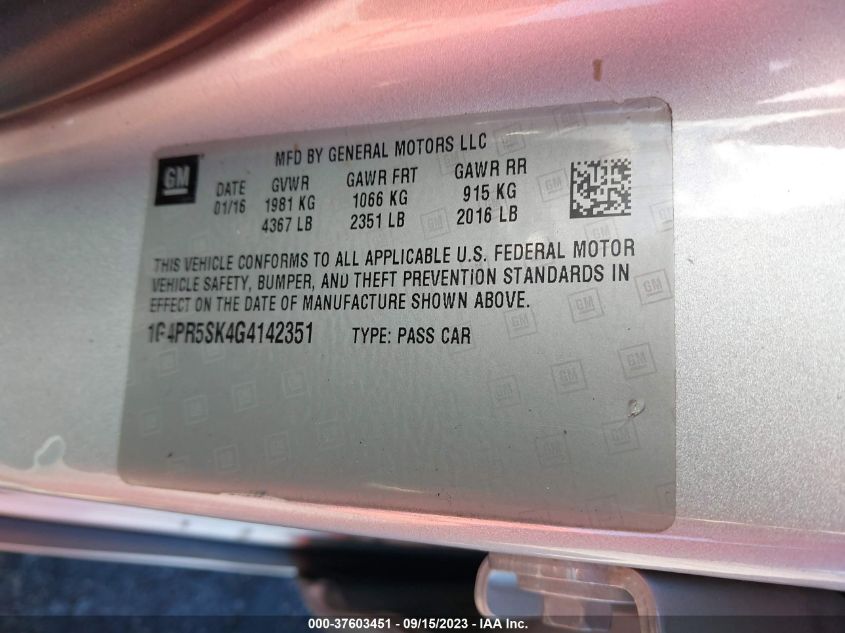 GM
MFD BY GENERAL MOTORS LLC
DATE GVWR GAWR FRT GAWR RR
01/16 1981 KG 1066 KG 915 KG
4367 LB 2351 LB 2016 LB
THIS VEHICLE CONFORMS TO ALL APPLICABLE U.S. FEDERAL MOTOR
VEHICLE SAFETY, BUMPER, AND THEFT PREVENTION STANDARDS IN
EFFECT ON THE DATE OF MANUFACTURE SHOWN ABOVE.
1G4PR5SK4G4142351 TYPE: PASS CAR
000-37603451 - 09/15/2023 - IAA Inc.